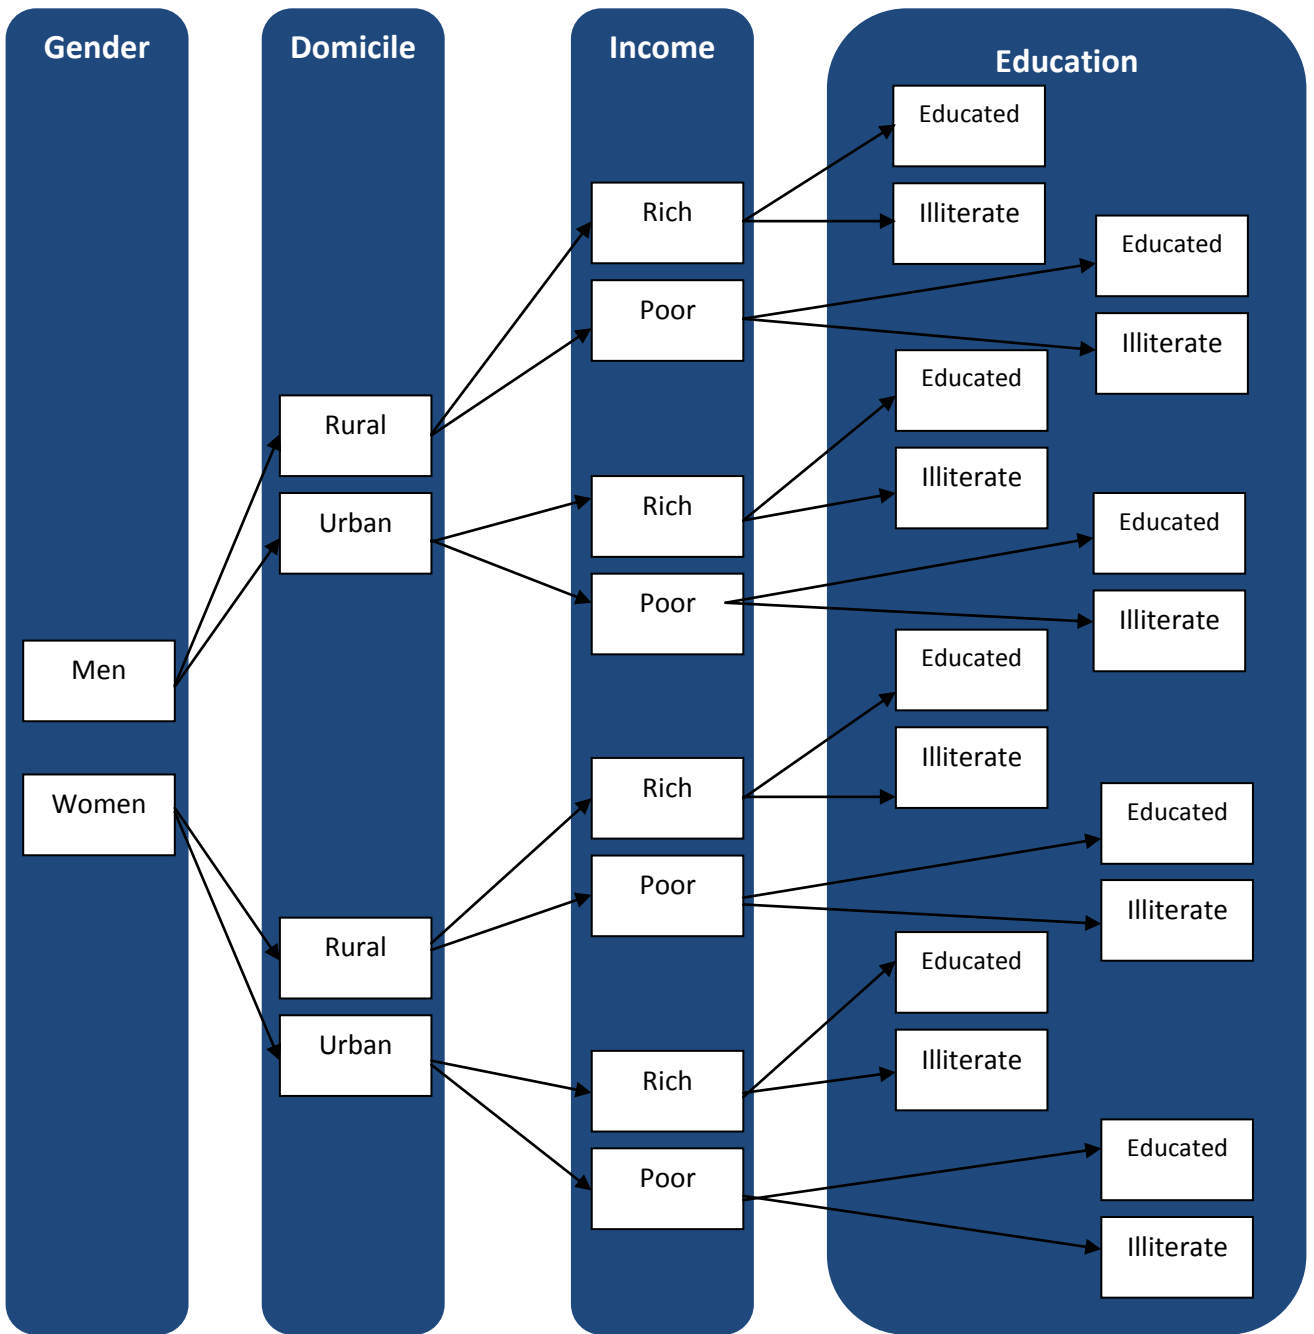 Gender
Domicile
Income
Education
Men
Women
Rural
Urban
Rural
Urban
Rich
Poor
Rich
Poor
Rich
Poor
Rich
Poor
Educated
Illiterate
Educated
Illiterate
Educated
Illiterate
Educated
Illiterate
Educated
Illiterate
Educated
Illiterate
Educated
Illiterate
Educated
Illiterate